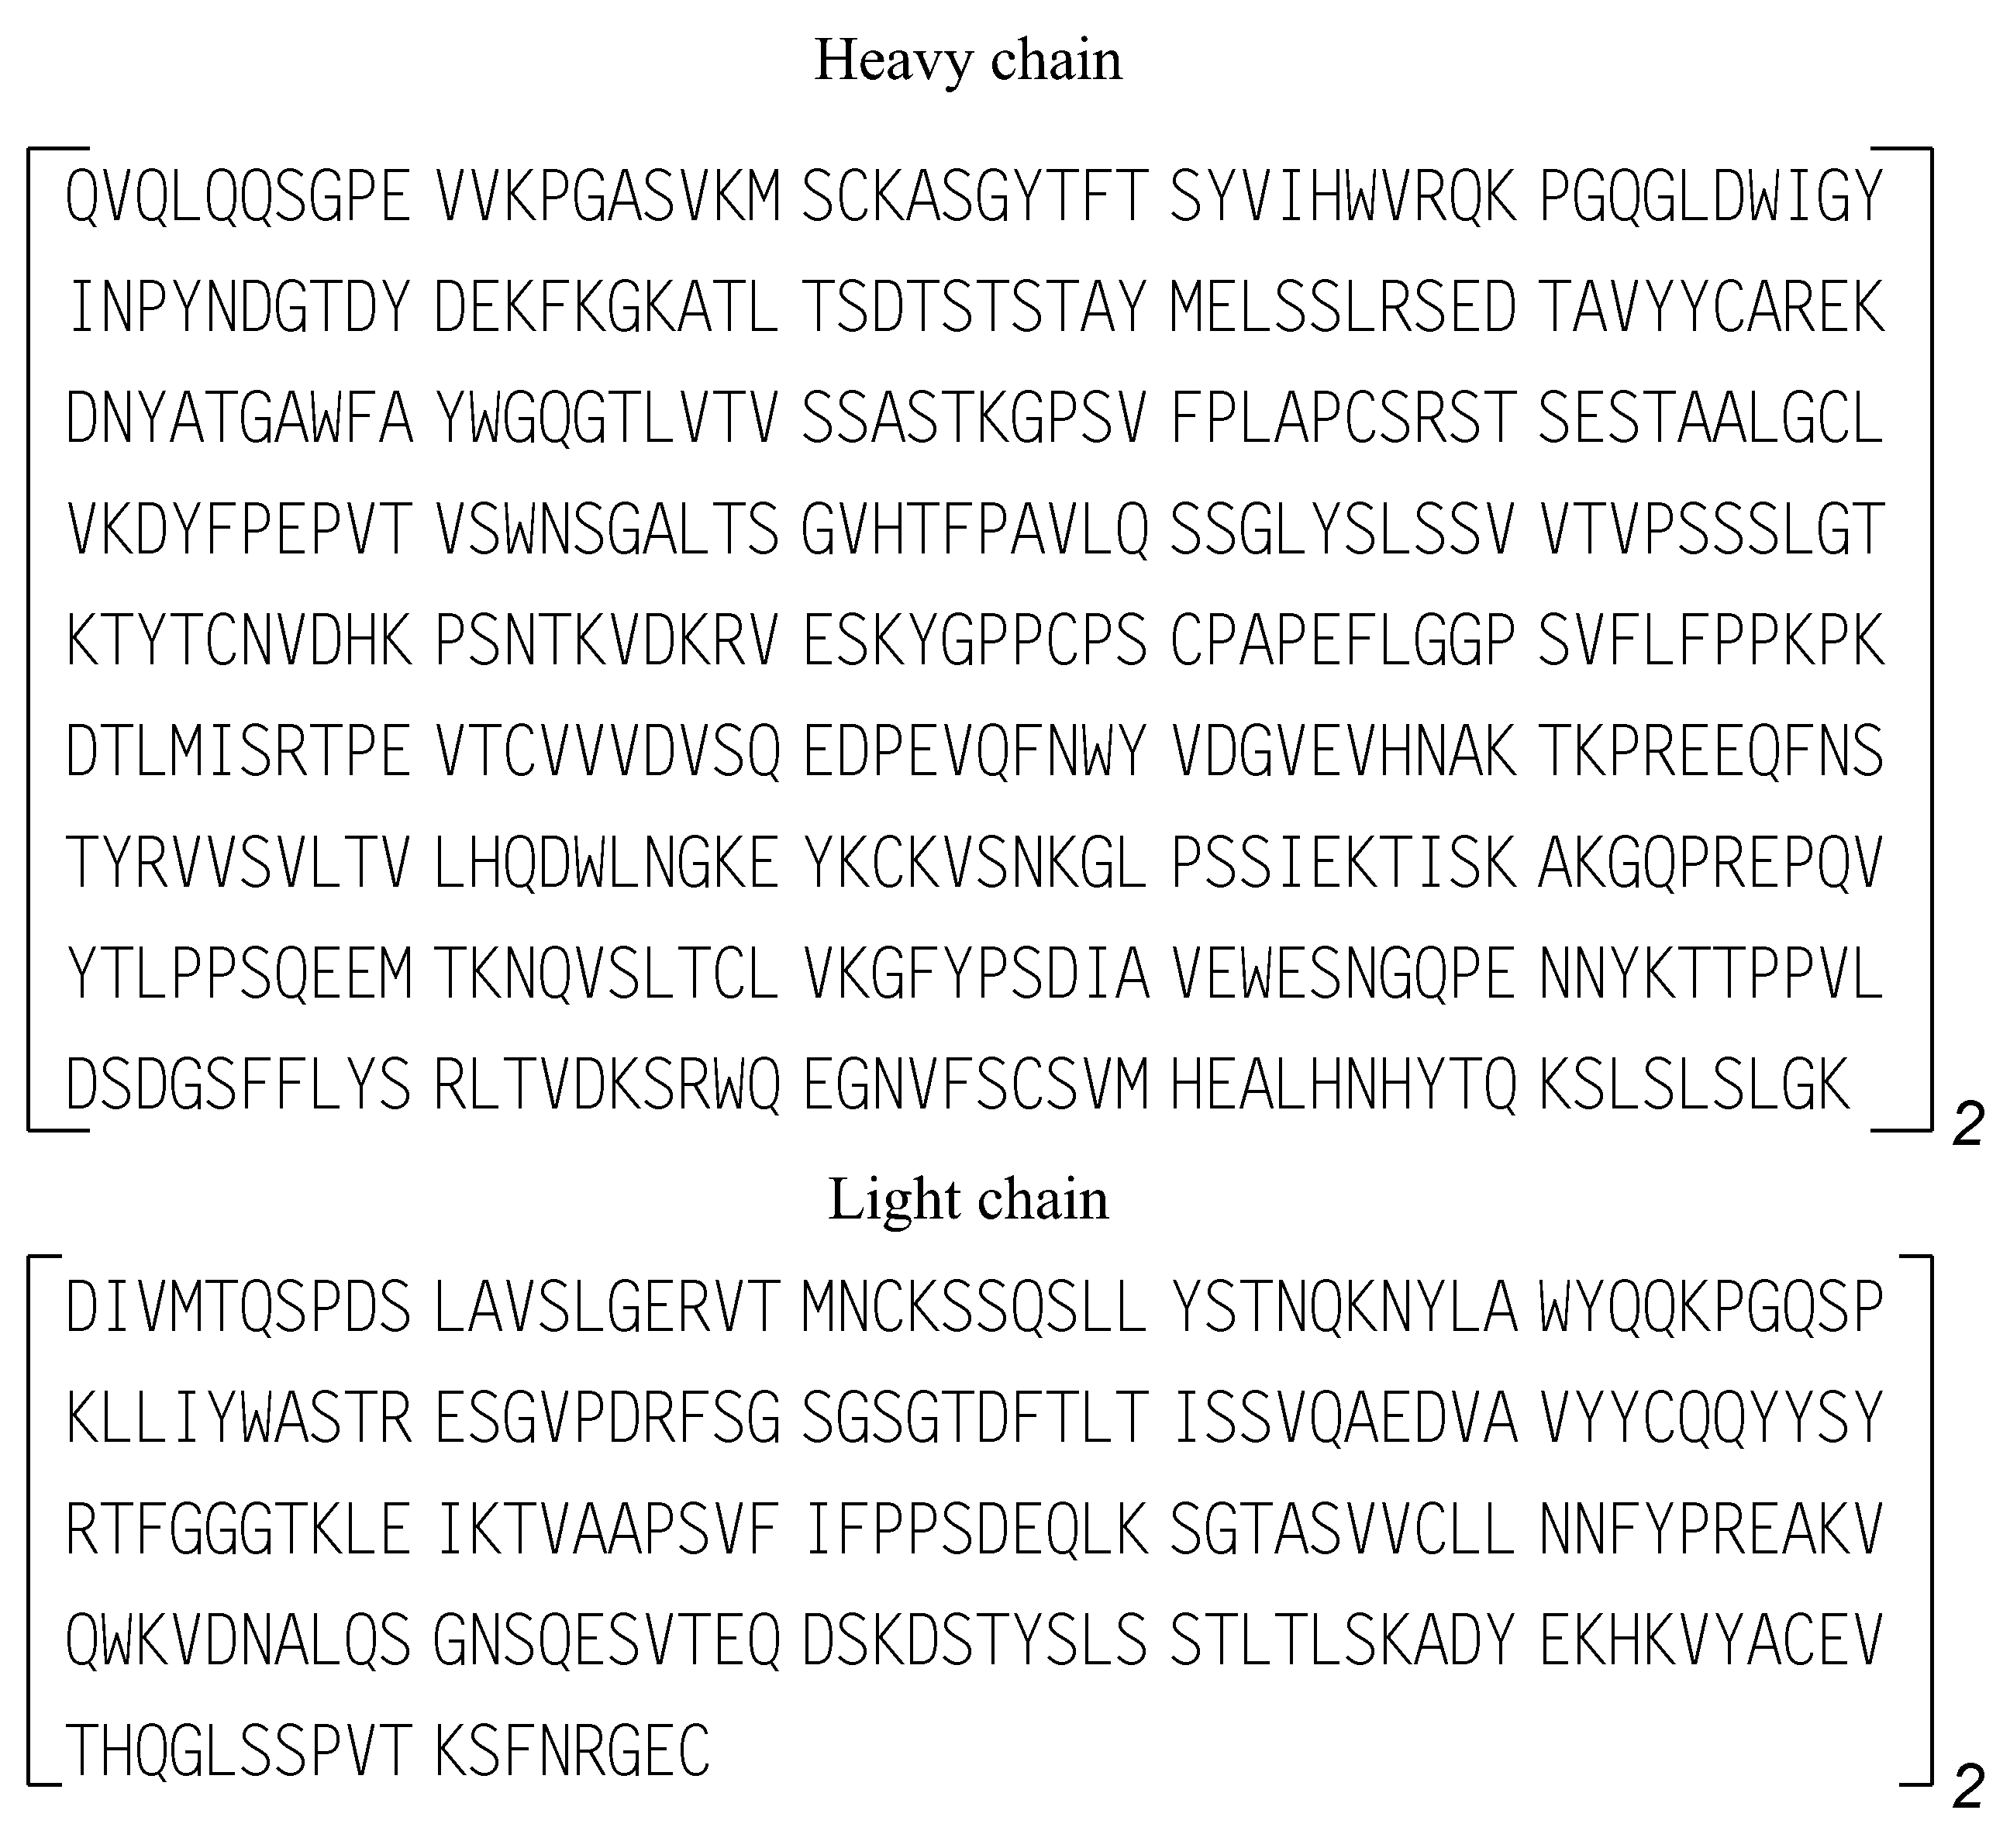 Heavy chain
QVQLQQSGPE VVKPGASVKM SCKASGYTFT SYVIHWVRQK PGQGLDWIGY
INPYNDGTDY DEKFKGKATL TSDTSTSTAY MELSSLRSED TAVYYCAREK
DNYATGAWFA YWGQGTLVTV SSASTKGPSV FPLAPCSRST SESTAALGCL
VKDYFPEPVT VSWNSGALTS GVHTFPAVLQ SSGLYSLSSV VTVPSSSLGT
KTYTCNVDHK PSNTKVDKRV ESKYGPPCPS CPAPEFLGGP SVFLFPPKPK
DTLMISRTPE VTCVVVDVSQ EDPEVQFNWY VDGVEVHNAK TKPREEQFNS
TYRVVSVLTV LHQDWLNGKE YKCKVSNKGL PSSIEKTISK AKGQPREPQV
YTLPPSQEEM TKNQVSLTCL VKGFYPSDIA VEWESNGQPE NNYKTTPPVL
DSDGSFFLYS RLTVDKSRWQ EGNVFSCSVM HEALHNHYTQ KSLSLSLGK
2
Light chain
DIVMTQSPDS LAVSLGERVT MNCKSSQSLL YSTNQKNYLA WYQQKPGQSP
KLLIYWASTR ESGVPDRFSG SGSGTDFTLT ISSVQAEDVA VYYCQQYYSY
RTFGGGTKLE IKTVAAPSVF IFPPSDEQLK SGTASVVCLL NNFYPREAKV
QWKVDNALQS GNSQESVTEQ DSKDSTYSLS STLTLSKADY EKHKVYACEV
THQGLSSPVT KSFNRGEC
2